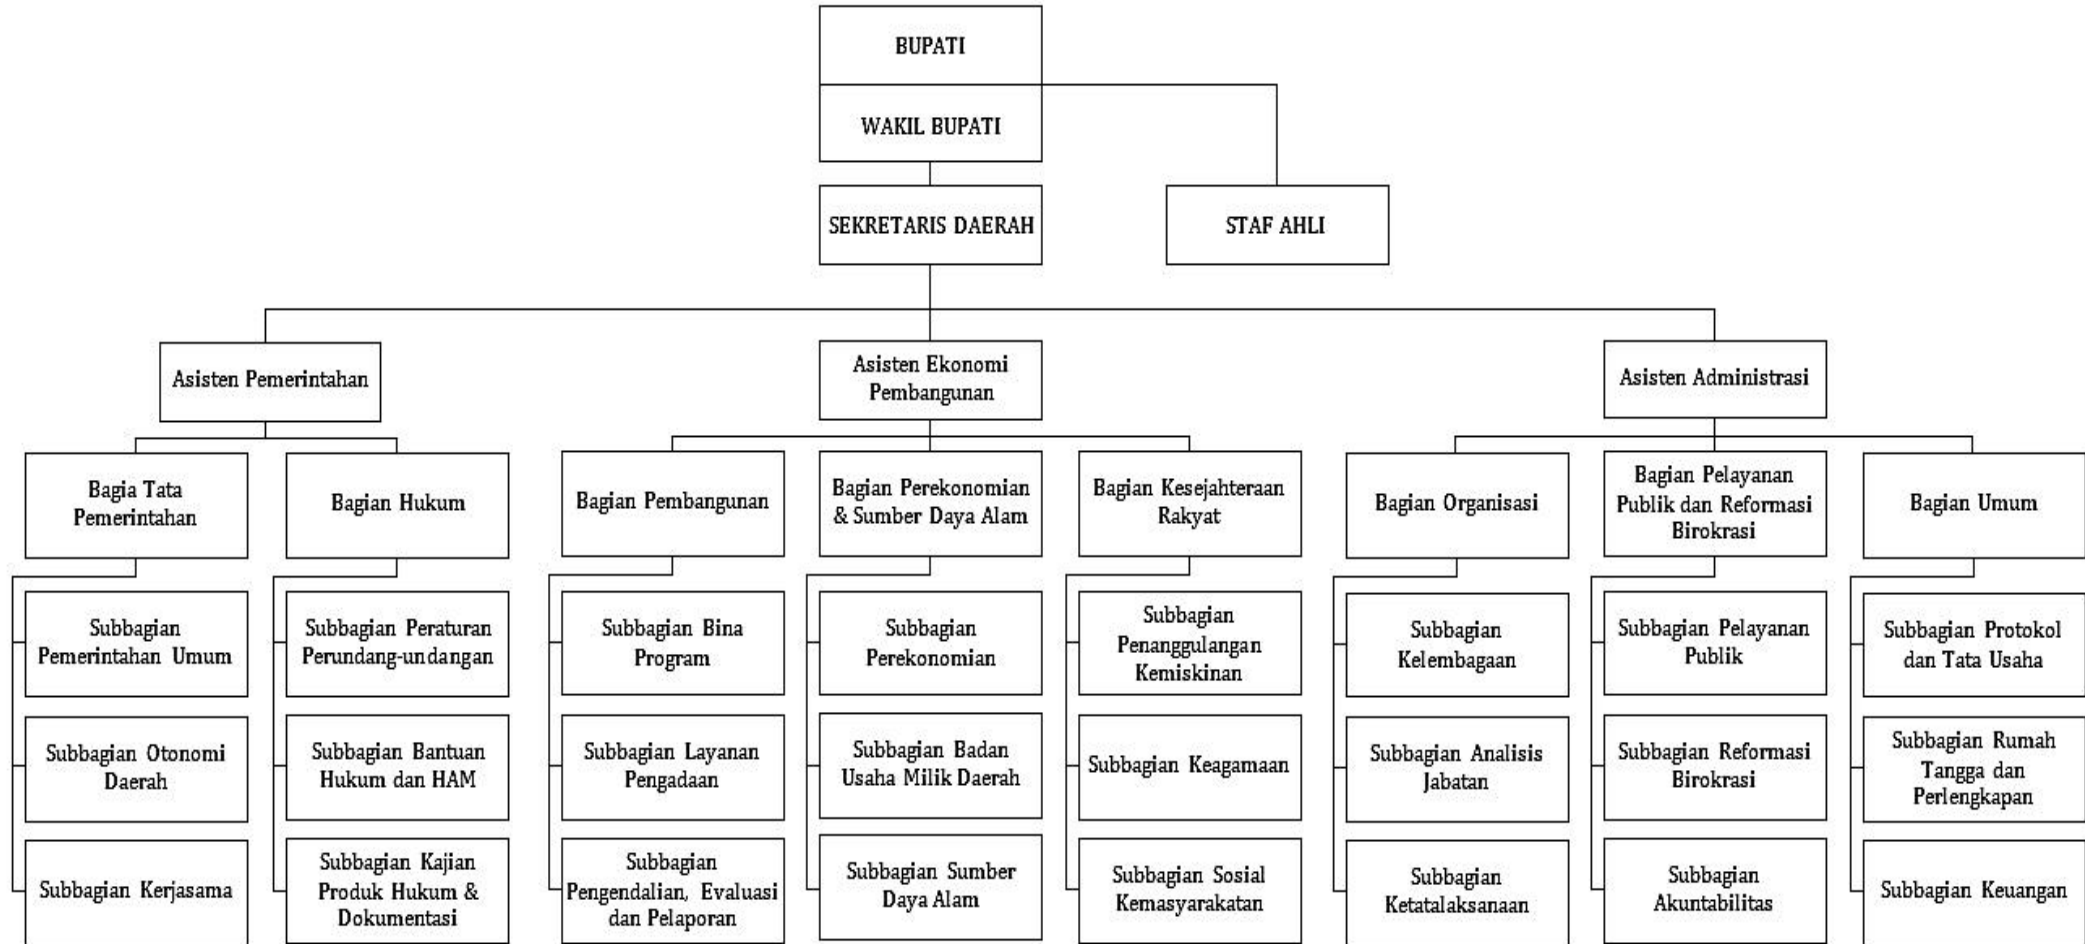 BUPATI
WAKIL BUPATI
SEKRETARIS DAERAH
STAF AHLI
Asisten Pemerintahan
Asisten Ekonomi
Pembangunan
Asisten Administrasi
Bagia Tata
Pemerintahan
Bagian Hukum
Bagian Pembangunan
Bagian Perekonomian
& Sumber Daya Alam
Bagian Kesejahteraan
Rakyat
Bagian Organisasi
Bagian Pelayanan
Publik dan Reformasi
Birokrasi
Bagian Umum
Subbagian
Pemerintahan Umum
Subbagian Peraturan
Perundang-undangan
Subbagian Bina
Program
Subbagian
Perekonomian
Subbagian
Penanggulangan
Kemiskinan
Subbagian
Kelembagaan
Subbagian Pelayanan
Publik
Subbagian Protokol
dan Tata Usaha
Subbagian Otonomi
Daerah
Subbagian Bantuan
Hukum dan HAM
Subbagian Layanan
Pengadaan
Subbagian Badan
Usaha Milik Daerah
Subbagian Keagamaan
Subbagian Analisis
Jabatan
Subbagian Reformasi
Birokrasi
Subbagian Rumah
Tangga dan
Perlengkapan
Subbagian Kerjasama
Subbagian Kajian
Produk Hukum &
Dokumentasi
Subbagian
Pengendalian, Evaluasi
dan Pelaporan
Subbagian Sumber
Daya Alam
Subbagian Sosial
Kemasyarakatan
Subbagian
Ketatalaksanaan
Subbagian
Akuntabilitas
Subbagian Keuangan